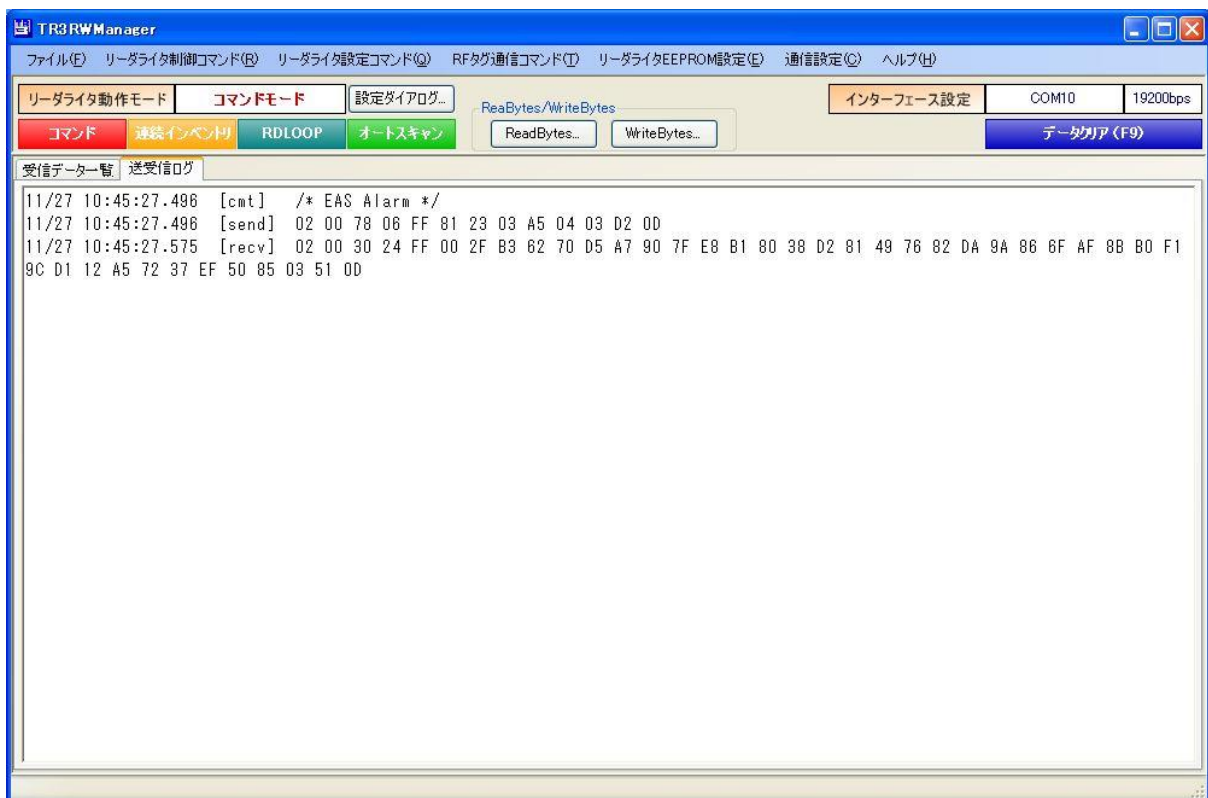 TR3RWManager
ファイル(F) リーダライタ制御コマンド(R) リーダライタ設定コマンド(Q) RFタグ通信コマンド(T) リーダライタEEPROM設定(E) 通信設定(C) ヘルプ(H)
リーダライタ動作モード コマンドモード 設定ダイアログ... ReaBytes/WriteBytes インターフェース設定 COM10 19200bps
コマンド 連続インベントリ RDLOOP オートスキャン ReadBytes... WriteBytes... データクリア(F9)
受信データ一覧 送受信ログ
11/27 10:45:27.496 [cmt] /* EAS Alarm */
11/27 10:45:27.496 [send] 02 00 78 06 FF 81 23 03 A5 04 03 D2 0D
11/27 10:45:27.575 [recv] 02 00 30 24 FF 00 2F B3 62 70 D5 A7 90 7F E8 B1 80 38 D2 81 49 76 82 DA 9A 86 6F AF 8B B0 F1
9C D1 12 A5 72 37 EF 50 85 03 51 0D